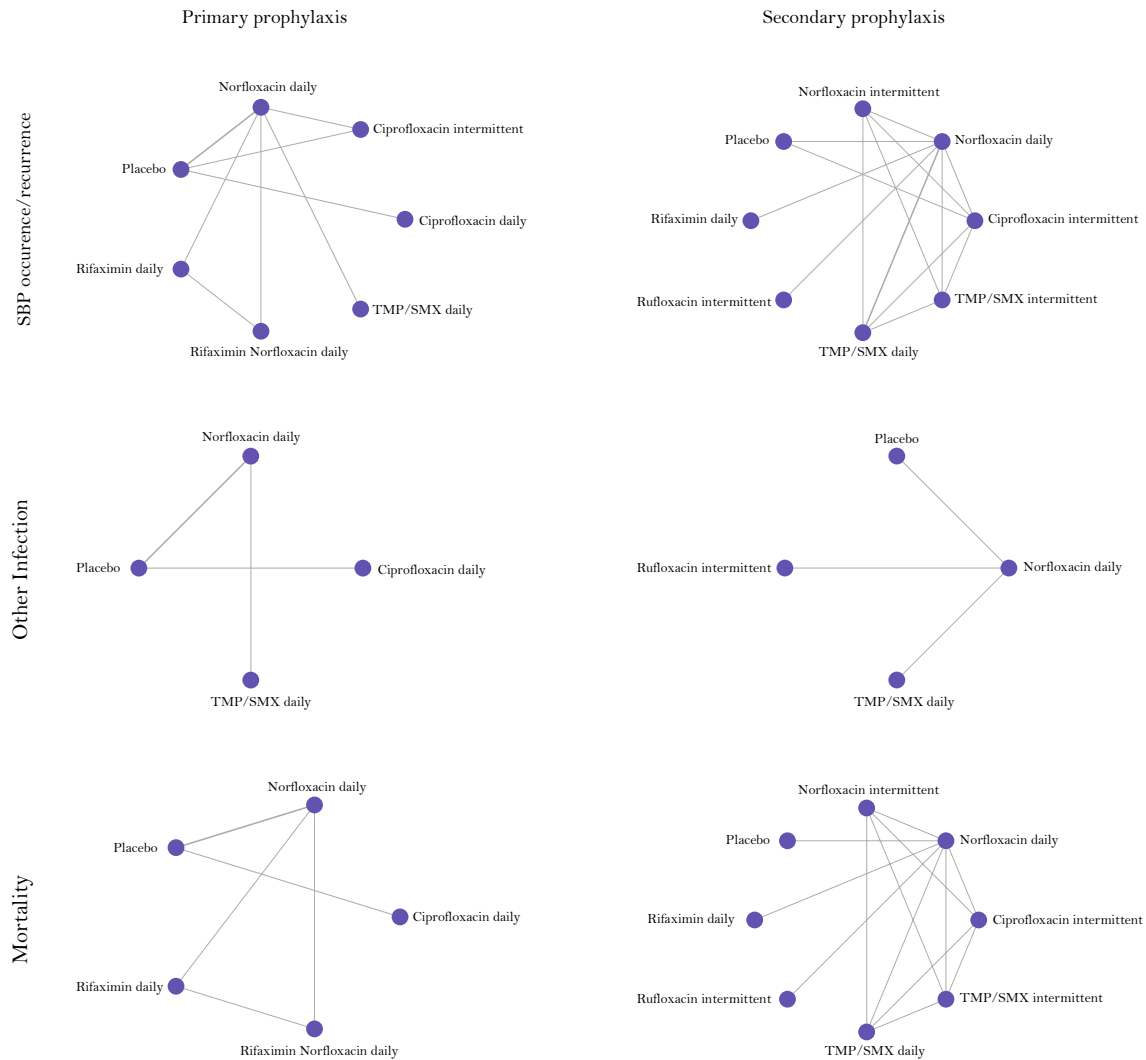 Primary prophylaxis
Secondary prophylaxis
SBP occurence/recurrence
Norfloxacin daily
Ciprofloxacin intermittent
Placebo
Ciprofloxacin daily
Rifaximin daily
TMP/SMX daily
Rifaximin Norfloxacin daily
Norfloxacin intermittent
Placebo
Norfloxacin daily
Rifaximin daily
Ciprofloxacin intermittent
Rufloxacin intermittent
TMP/SMX intermittent
TMP/SMX daily
Other Infection
Norfloxacin daily
Placebo
Ciprofloxacin daily
TMP/SMX daily
Placebo
Rufloxacin intermittent
Norfloxacin daily
TMP/SMX daily
Mortality
Norfloxacin daily
Placebo
Ciprofloxacin daily
Rifaximin daily
Rifaximin Norfloxacin daily
Norfloxacin intermittent
Placebo
Norfloxacin daily
Rifaximin daily
Ciprofloxacin intermittent
Rufloxacin intermittent
TMP/SMX intermittent
TMP/SMX daily